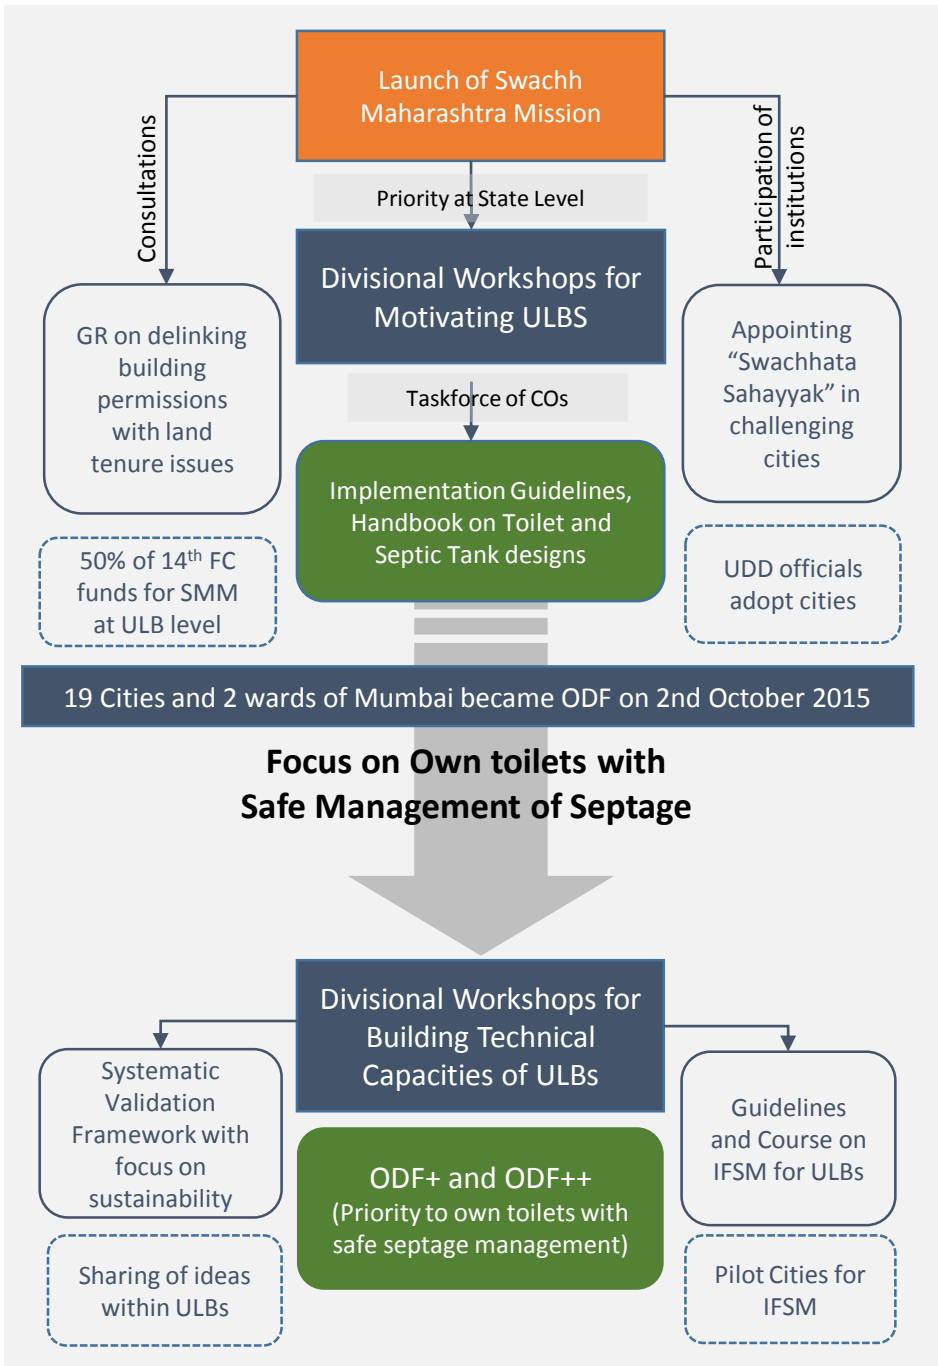 Launch of Swachh
Maharashtra Mission
Consultations
Participation of
institutions
Priority at State Level
Divisional Workshops for
Motivating ULBS
GR on delinking
building
permissions
with land
tenure issues
Appointing
“Swachhata
Sahayyak” in
challenging
cities
Taskforce of COs
Implementation Guidelines,
Handbook on Toilet and
Septic Tank designs
50% of 14th FC
funds for SMM
at ULB level
UDD officials
adopt cities
19 Cities and 2 wards of Mumbai became ODF on 2nd October 2015
Focus on Own toilets with
Safe Management of Septage
Divisional Workshops for
Building Technical
Capacities of ULBs
Systematic
Validation
Framework with
focus on
sustainability
Guidelines
and Course on
IFSM for ULBs
ODF+ and ODF++
(Priority to own toilets with
safe septage management)
Sharing of ideas
within ULBs
Pilot Cities for
IFSM